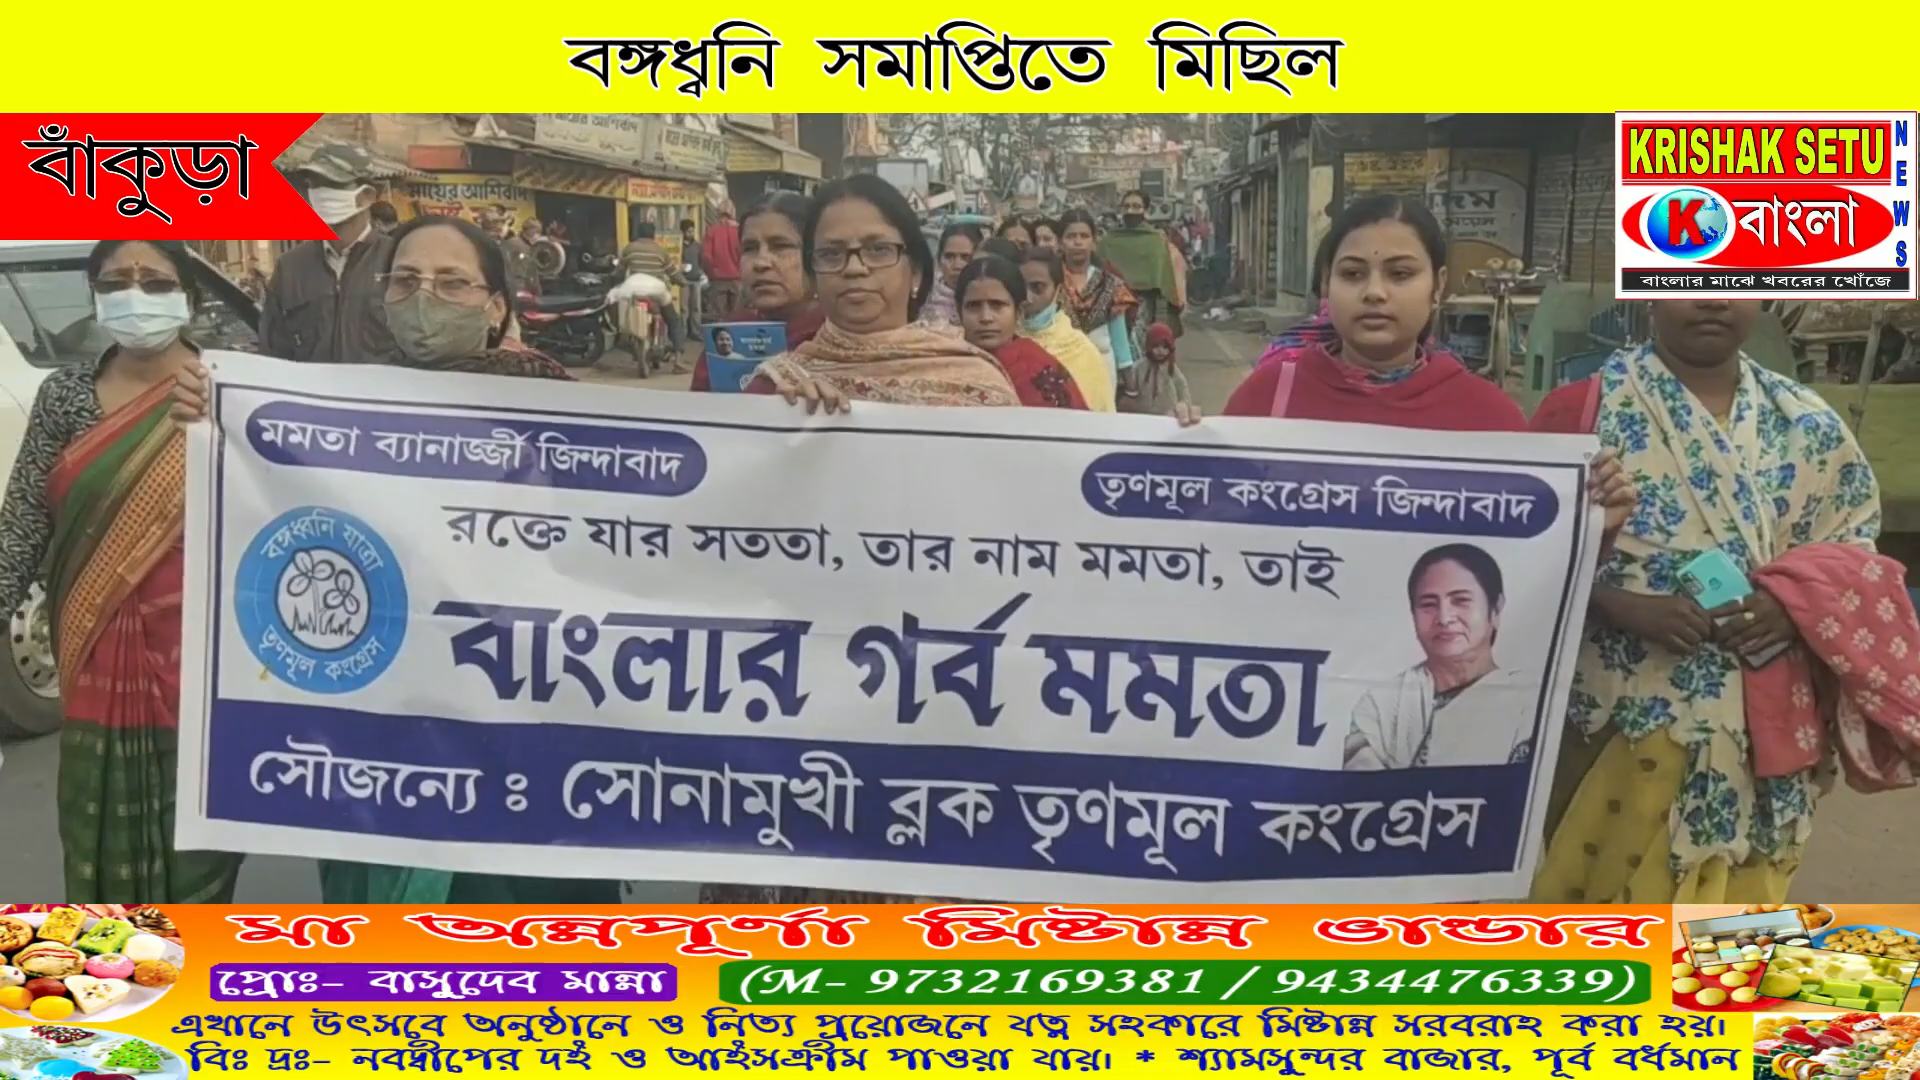 বঙ্গধ্বনি সমাপ্তিতে মিছিল
বাঁকুড়া
KRISHAK SETU
NEWS
K বাংলা
বাংলার মাঝে খবরের খোঁজে
মায়ের আশিবাদ
মমতা ব্যানার্জ্জী জিন্দাবাদ
তৃণমূল কংগ্রেস জিন্দাবাদ
রক্তে যার সততা, তার নাম মমতা, তাই
বঙ্গধ্বনি যাত্রা
তৃণমূল কংগ্রেস
বাংলার গর্ব মমতা
সৌজন্যে ঃ সোনামুখী ব্লক তৃণমূল কংগ্রেস
মা অন্নপূর্ণা মিষ্টান্ন ভান্ডার
প্রোঃ- বাসুদেব মান্না (M- 9732169381 / 9434476339)
এখানে উৎসবে অনুষ্ঠানে ও নিত্য প্রয়োজনে যত্ন সহকারে মিষ্টান্ন সরবরাহ করা হয়।
বিঃ দ্রঃ- নবদ্বীপের দই ও আইসক্রীম পাওয়া যায়। * শ্যামসুন্দর বাজার, পূর্ব বর্ধমান